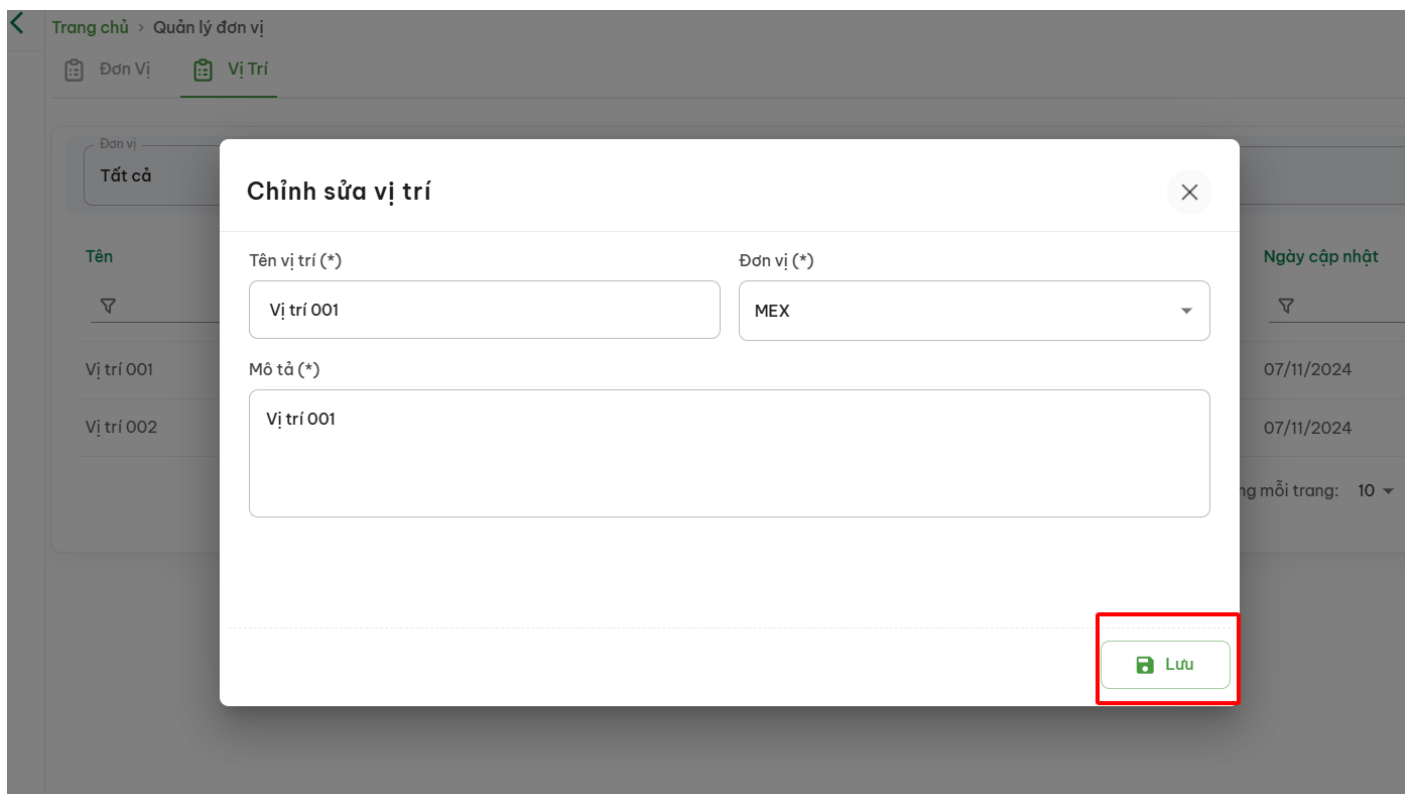 Trang chủ > Quản lý đơn vị
Đơn Vị Vị Trí
Đơn vị
Tất cả
Chỉnh sửa vị trí
Tên Ngày cập nhật
Tên vị trí (*) Đơn vị (*)
Vị trí 001 MEX
Vị trí 001 07/11/2024
Mô tả (*)
Vị trí 001
Vị trí 002 07/11/2024
mỗi trang: 10
Lưu